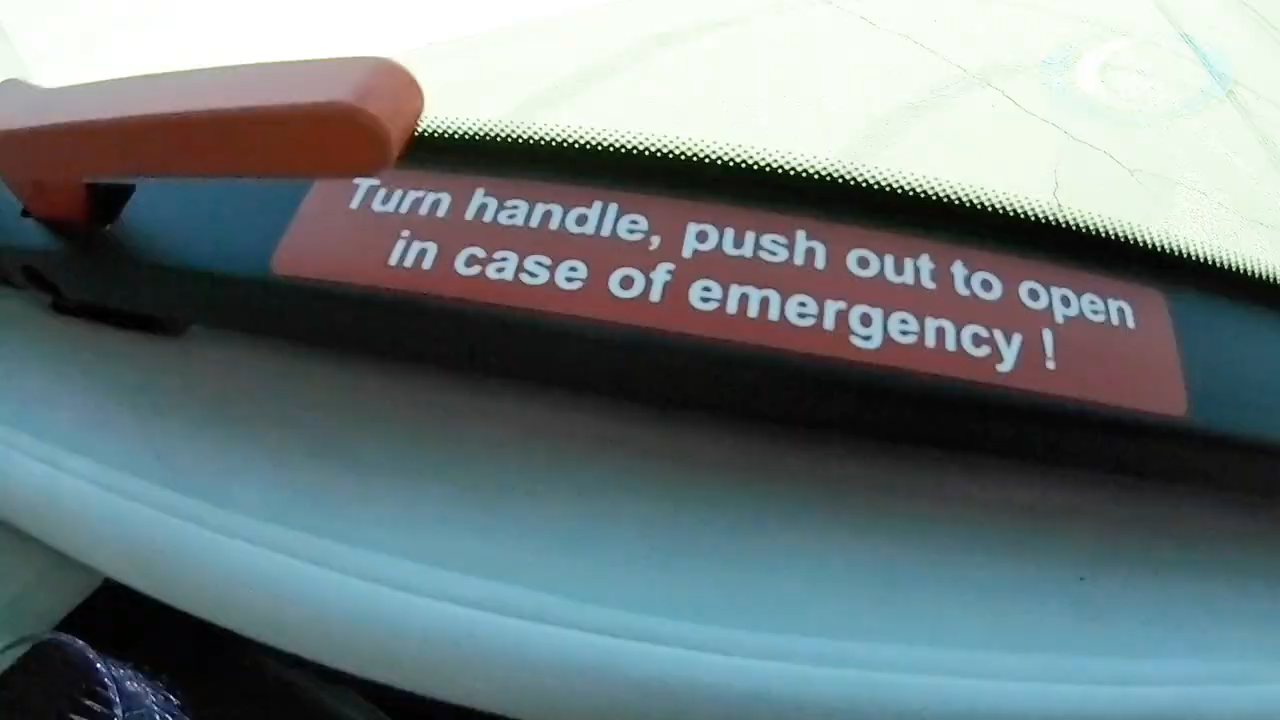 Turn handle, push out to open
in case of emergency !